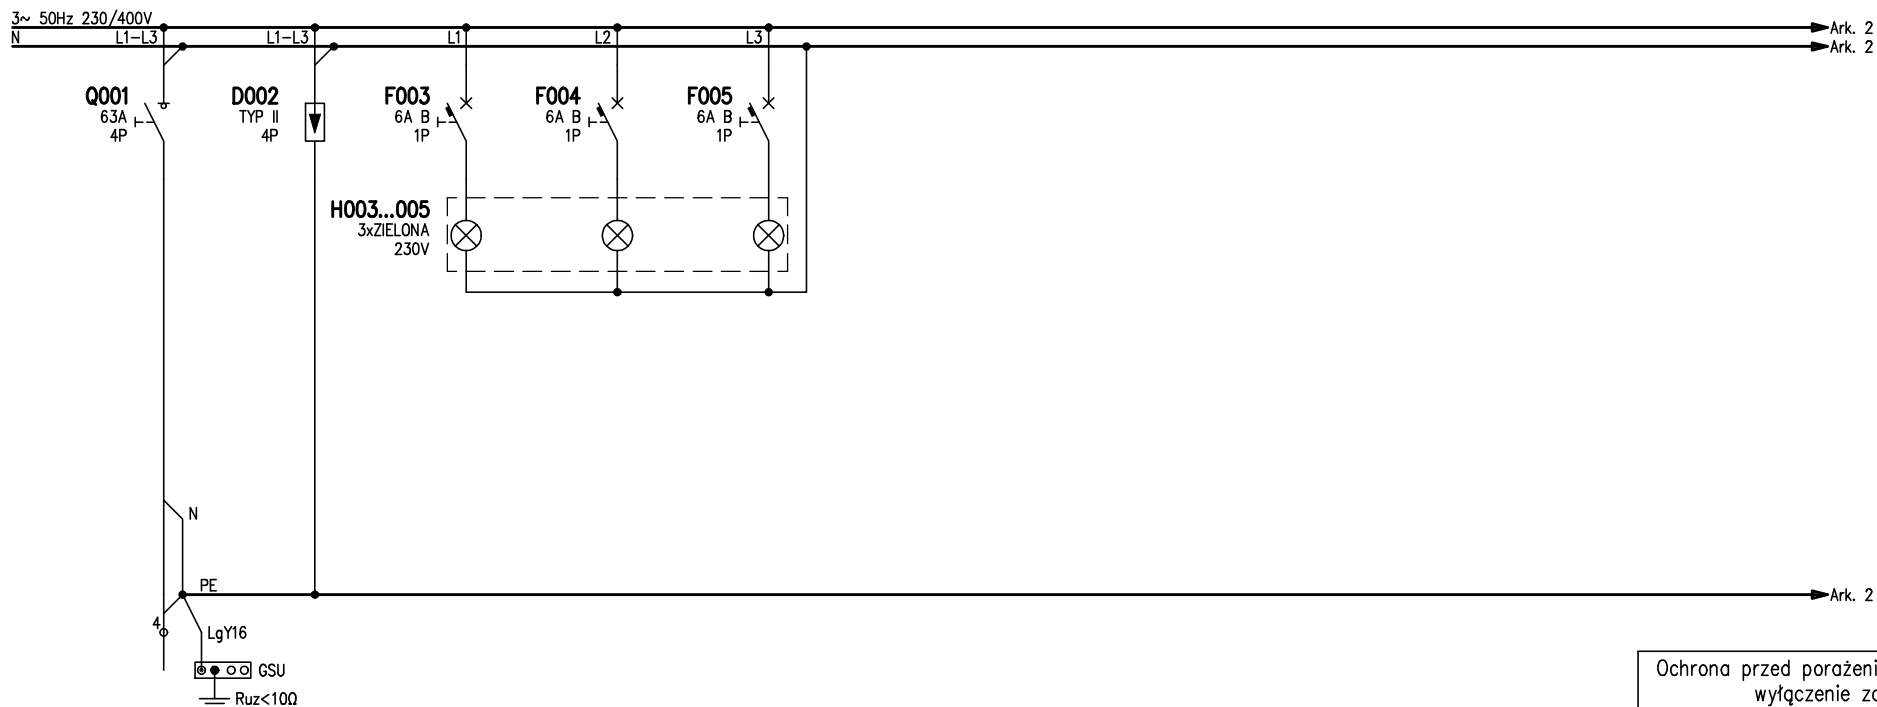 3~ 50Hz 230/400V
Ark. 2
N
L1-L3
L1-L3
L1
L2
L3
Ark. 2
Q001
63A
4P
D002
TYP II
4P
F003
6A B
1P
F004
6A B
1P
F005
6A B
1P
H003...005
3xZIELONA
230V
N
PE
Ark. 2
4
LgY16
GSU
Ruz<10Ω
Ochrona przed porażeni
wyłączenie